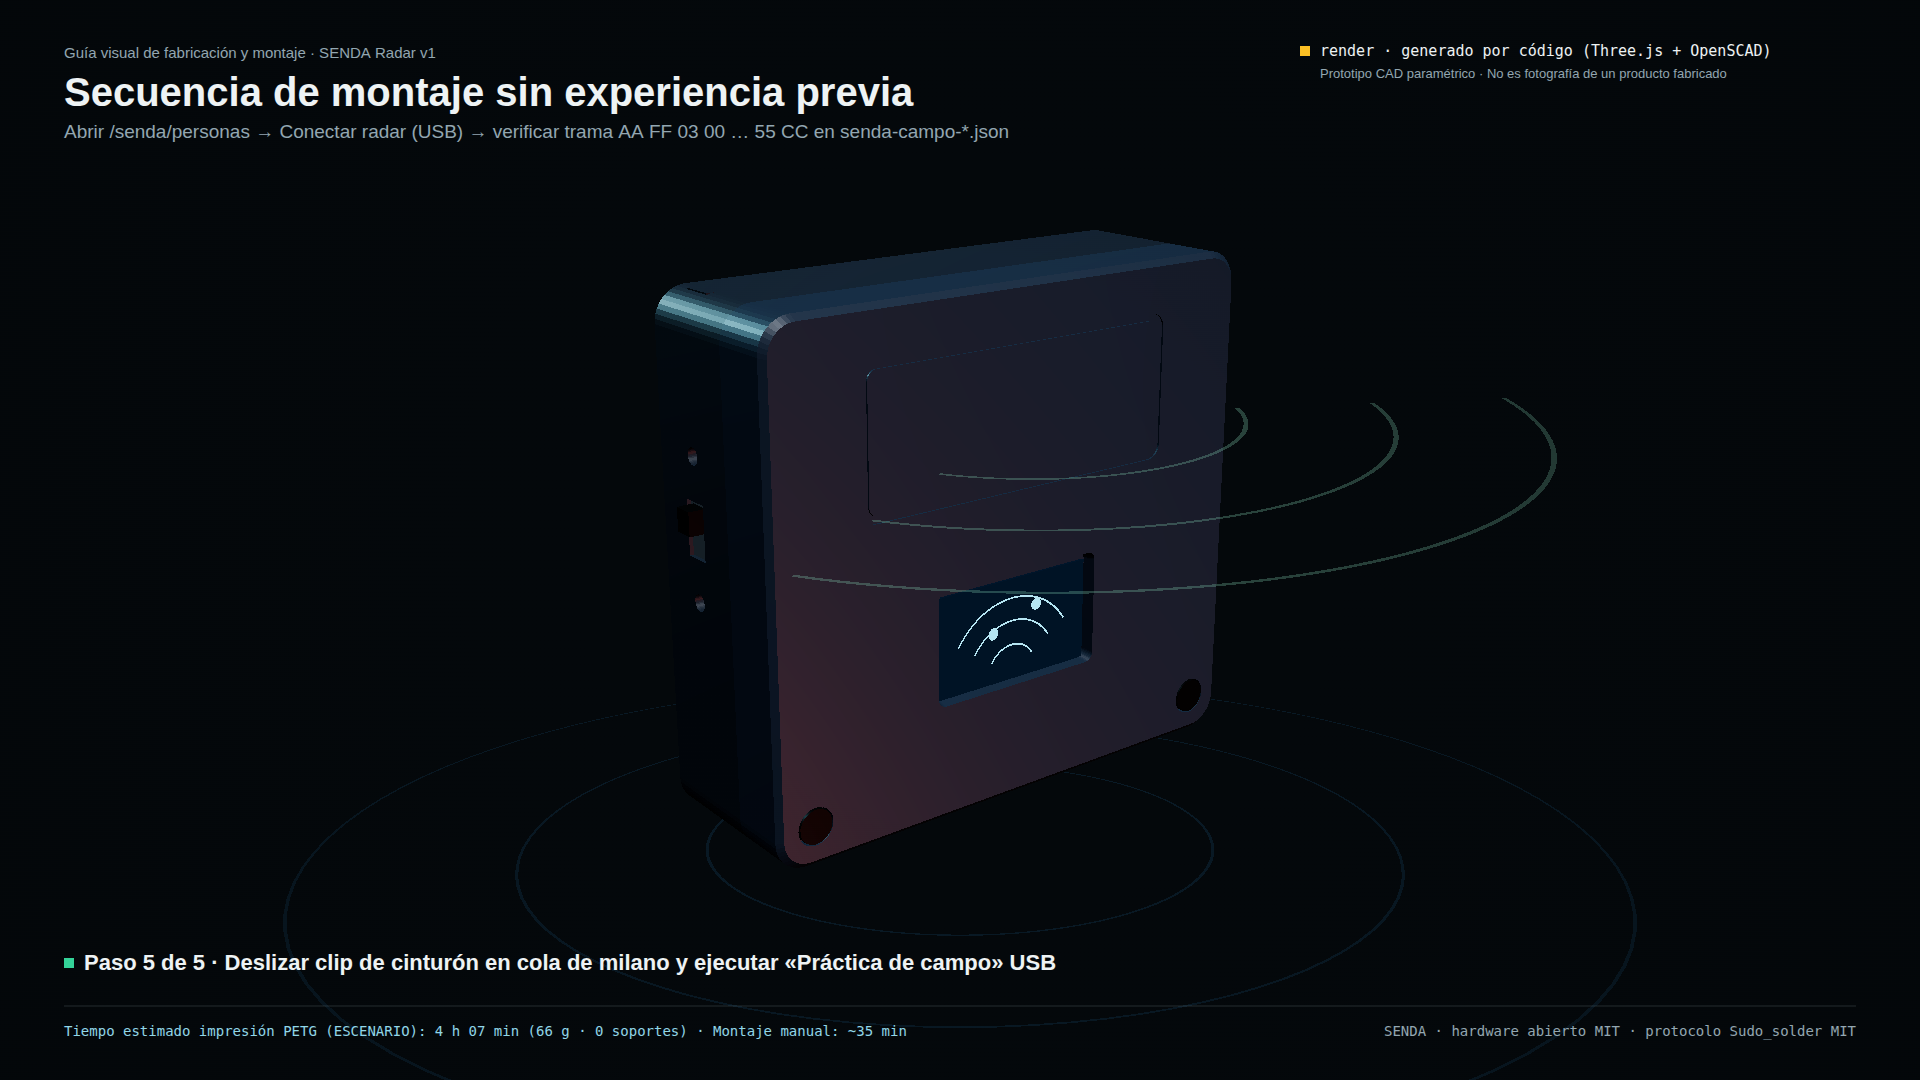 Guía visual de fabricación y montaje · SENDA Radar v1
Secuencia de montaje sin experiencia previa
Abrir /senda/personas → Conectar radar (USB) → verificar trama AA FF 03 00 … 55 CC en senda-campo-*.json
render · generado por código (Three.js + OpenSCAD)
Prototipo CAD paramétrico · No es fotografía de un producto fabricado
Paso 5 de 5 · Deslizar clip de cinturón en cola de milano y ejecutar «Práctica de campo» USB
Tiempo estimado impresión PETG (ESCENARIO): 4 h 07 min (66 g · 0 soportes) · Montaje manual: ~35 min
SENDA · hardware abierto MIT · protocolo Sudo_solder MIT